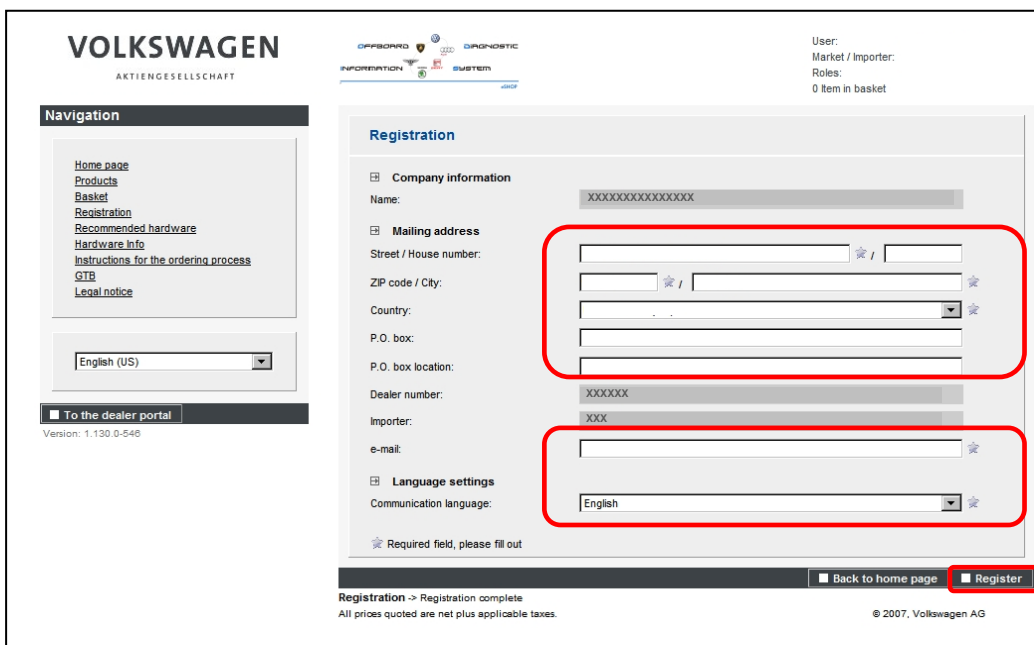 VOLKSWAGEN
AKTIENGESELLSCHAFT
OFFBOARD DIAGNOSTIC
INFORMATION SYSTEM
eSHOP
User:
Market / Importer:
Roles:
0 Item in basket
Navigation
Home page
Products
Basket
Registration
Recommended hardware
Hardware Info
Instructions for the ordering process
GTB
Legal notice
English (US)
To the dealer portal
Version: 1.130.0-546
Registration
Company information
Name: XXXXXXXXXXXXXXX
Mailing address
Street / House number: /
ZIP code / City: /
Country:
P.O. box:
P.O. box location:
Dealer number: XXXXXX
Importer: XXX
e-mail:
Language settings
Communication language: English
Required field, please fill out
Back to home page Register
Registration -> Registration complete
All prices quoted are net plus applicable taxes. © 2007, Volkswagen AG